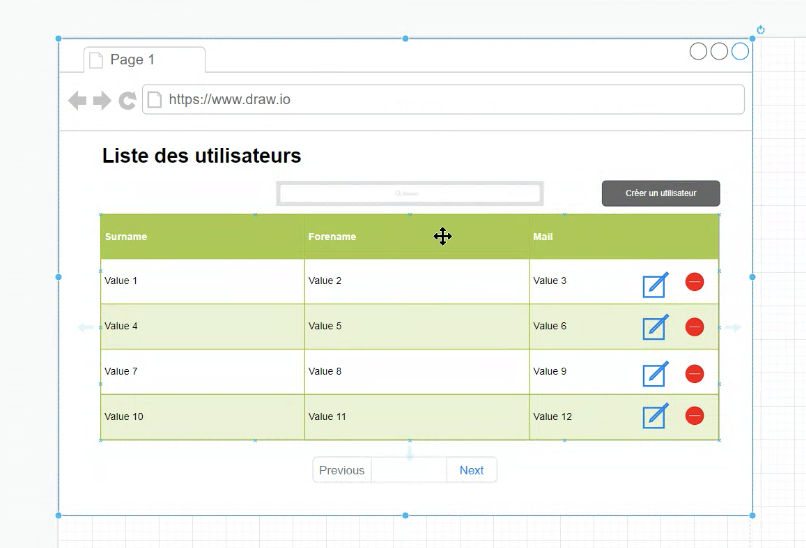 Page 1
https://www.draw.io
Liste des utilisateurs
Créer un utilisateur
Surname Forename Mail
Value 1 Value 2 Value 3
Value 4 Value 5 Value 6
Value 7 Value 8 Value 9
Value 10 Value 11 Value 12
Previous Next